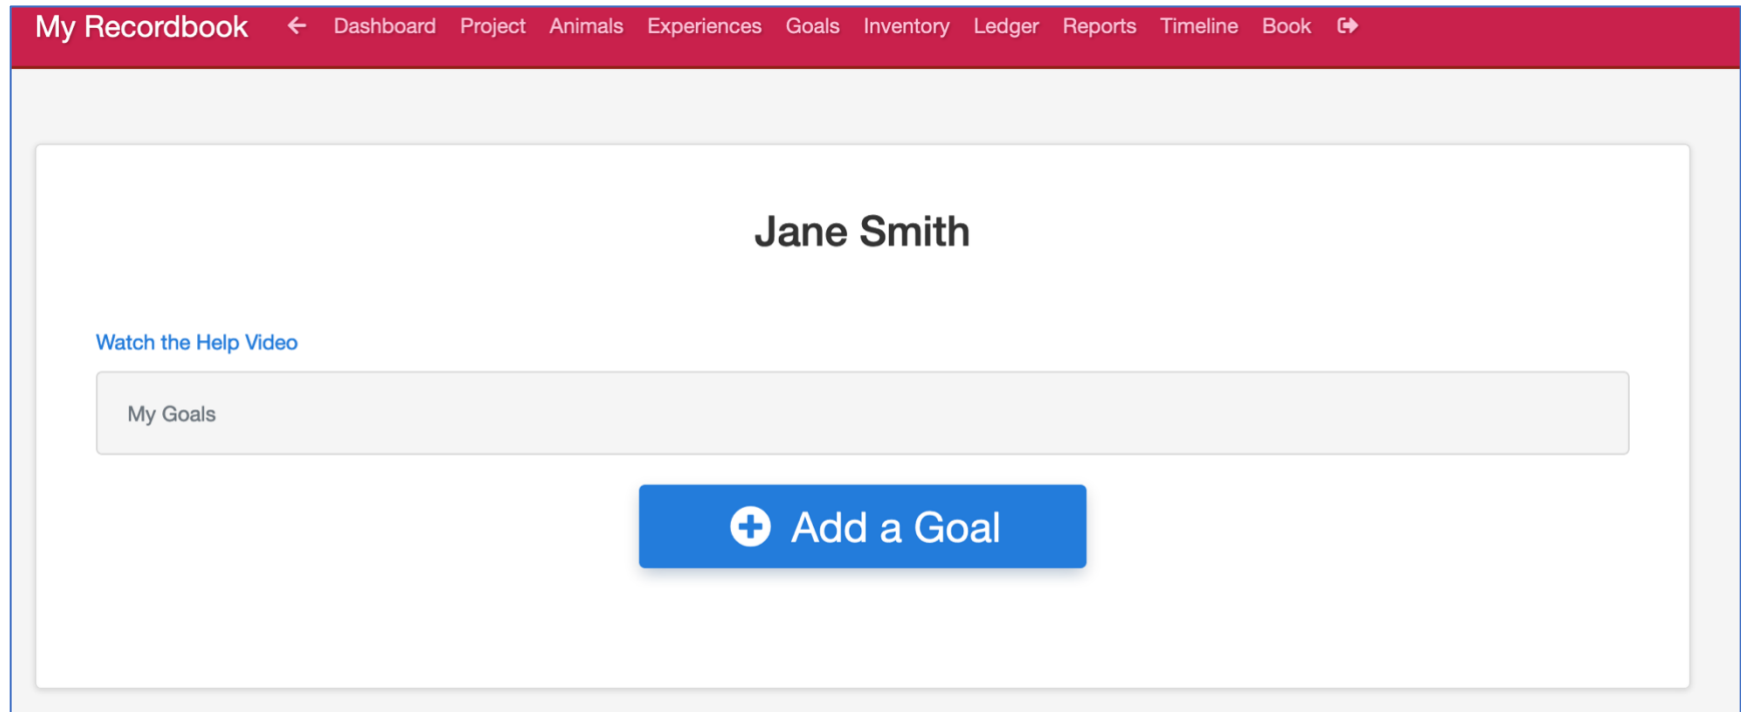 My Recordbook Dashboard Project Animals Experiences Goals Inventory Ledger Reports Timeline Book
Jane Smith
Watch the Help Video
My Goals
Add a Goal